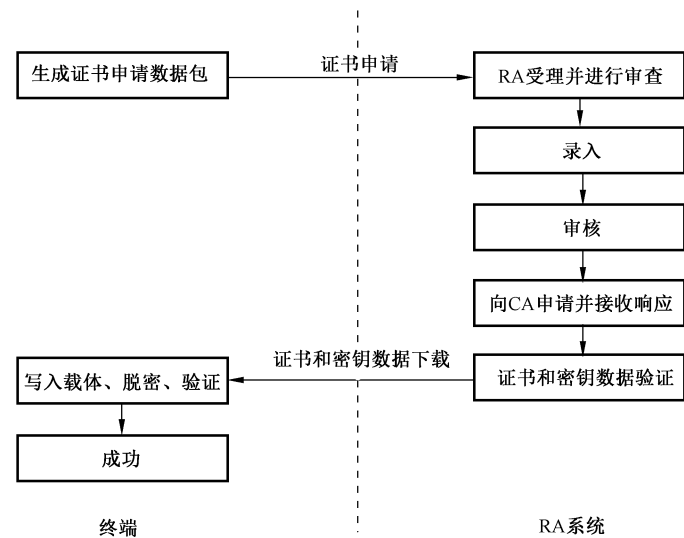 生成证书申请数据包
证书申请
RA受理并进行审查
录入
审核
向CA申请并接收响应
证书和密钥数据下载
证书和密钥数据验证
写入载体、脱密、验证
成功
终端
RA系统